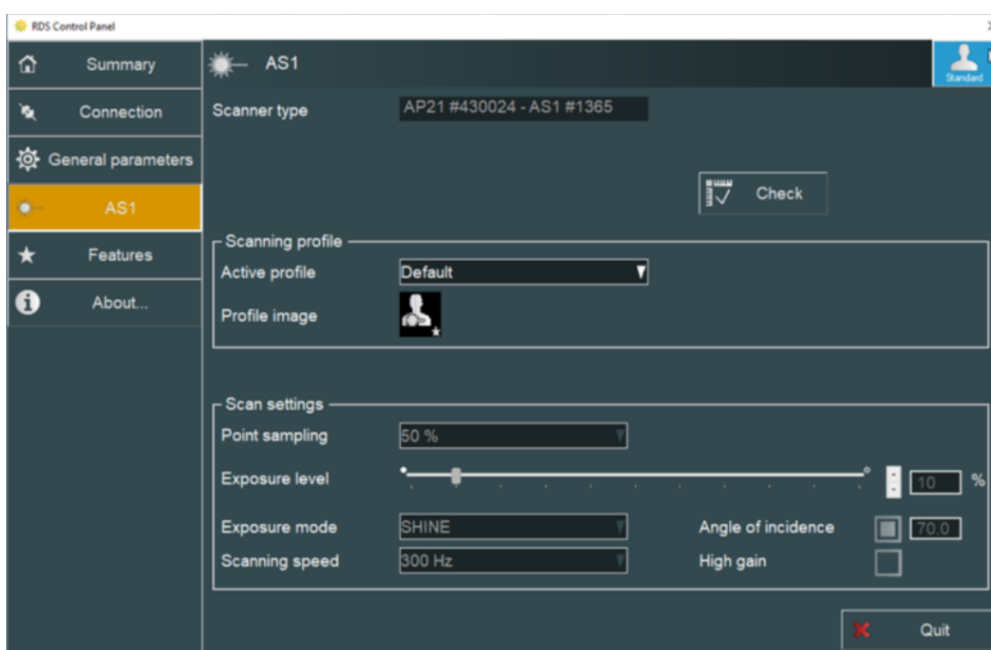 RDS Control Panel
Summary
AS1
Standard
Connection
Scanner type
AP21 #430024 - AS1 #1365
General parameters
Check
AS1
Features
Scanning profile
Active profile
Default
About...
Profile image
Scan settings
Point sampling
50 %
Exposure level
10 %
Exposure mode
SHINE
Angle of incidence
70.0
Scanning speed
300 Hz
High gain
Quit